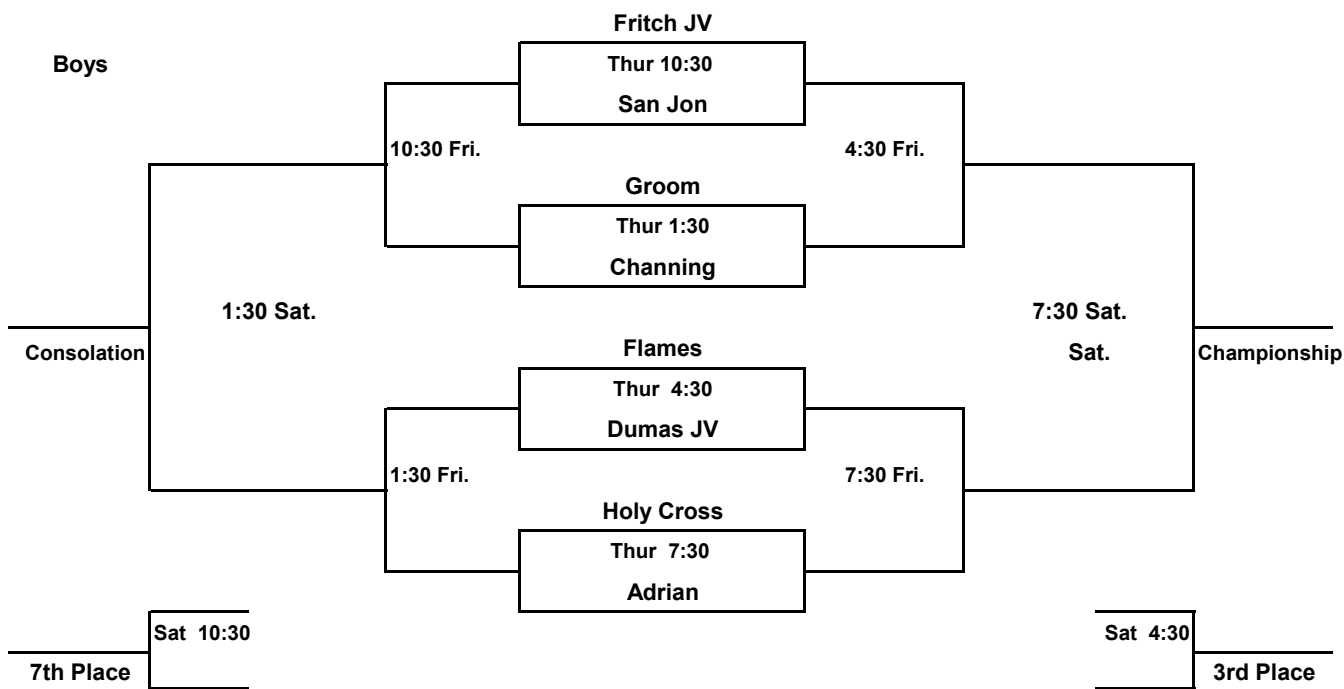 Fritch JV
Boys
Thur 10:30
San Jon
10:30 Fri.
4:30 Fri.
Groom
Thur 1:30
Channing
1:30 Sat.
7:30 Sat.
Consolation
Flames
Sat.
Championship
Thur  4:30
Dumas JV
1:30 Fri.
7:30 Fri.
Holy Cross
Thur  7:30
Adrian
Sat  10:30
Sat  4:30
7th Place
3rd Place